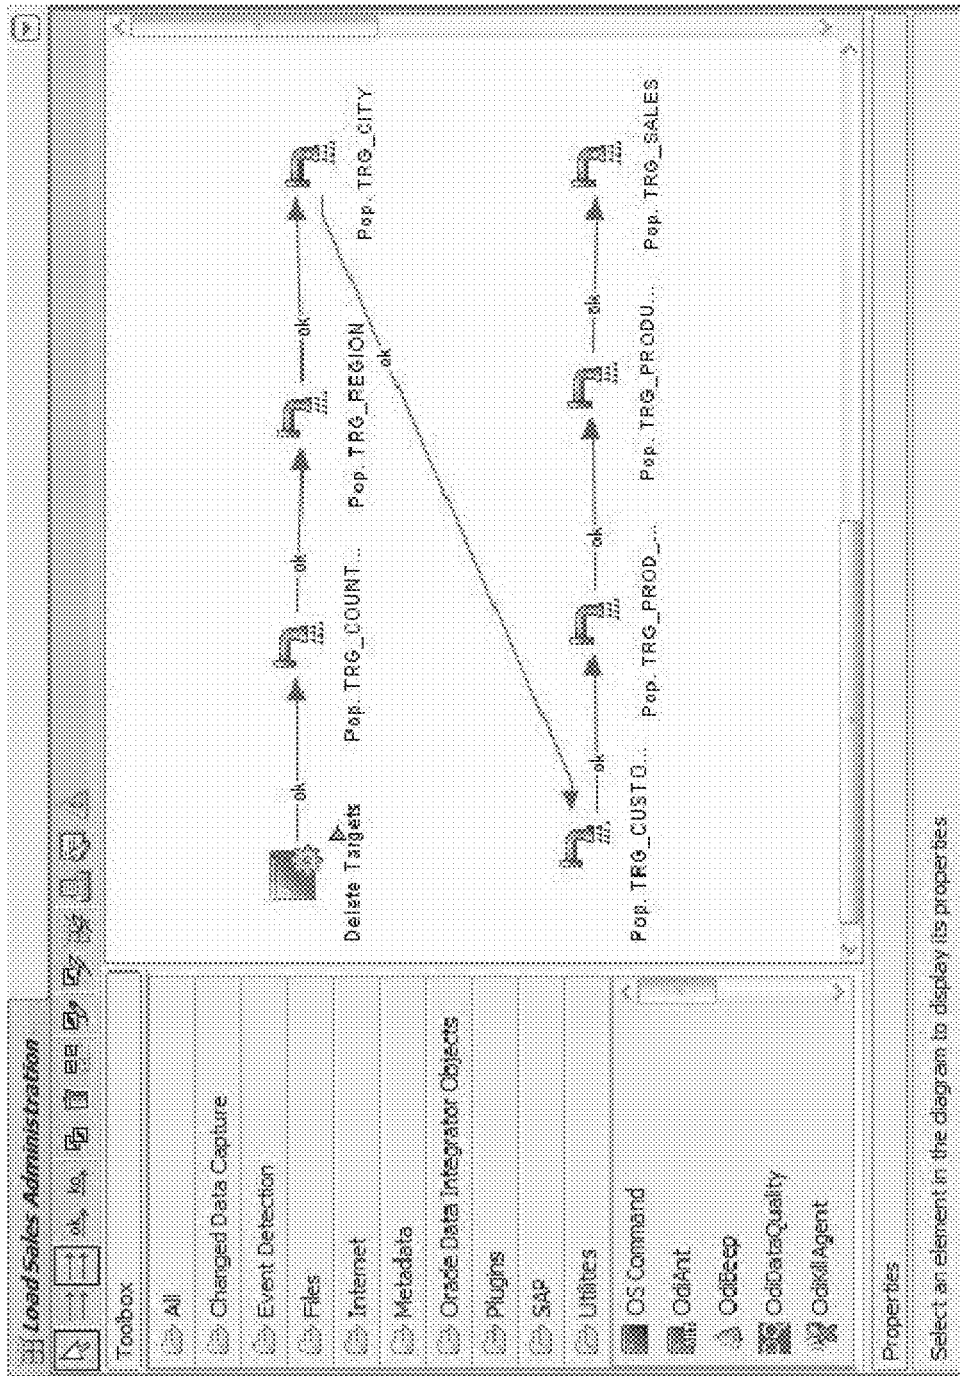 Load Sales Administration
ok ko
Toolbox
All
Changed Data Capture
Event Detection
Files
Internet
Metadata
Oracle Data Integrator Objects
Plugins
SAP
Utilities
OS Command
OdiAnt
OdiBeep
OdiDataQuality
OdiKillAgent
ok ok ok
Delete Targets Pop. TRG_COUNT... Pop. TRG_REGION Pop. TRG_CITY
ok
ok ok ok
Pop. TRG_CUSTO... Pop. TRG_PROD_... Pop. TRG_PRODU... Pop. TRG_SALES
Properties
Select an element in the diagram to display its properties